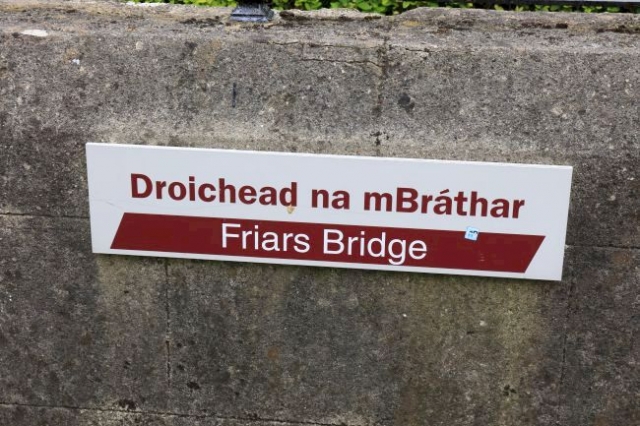 Droichead na mBráthar
Friars Bridge